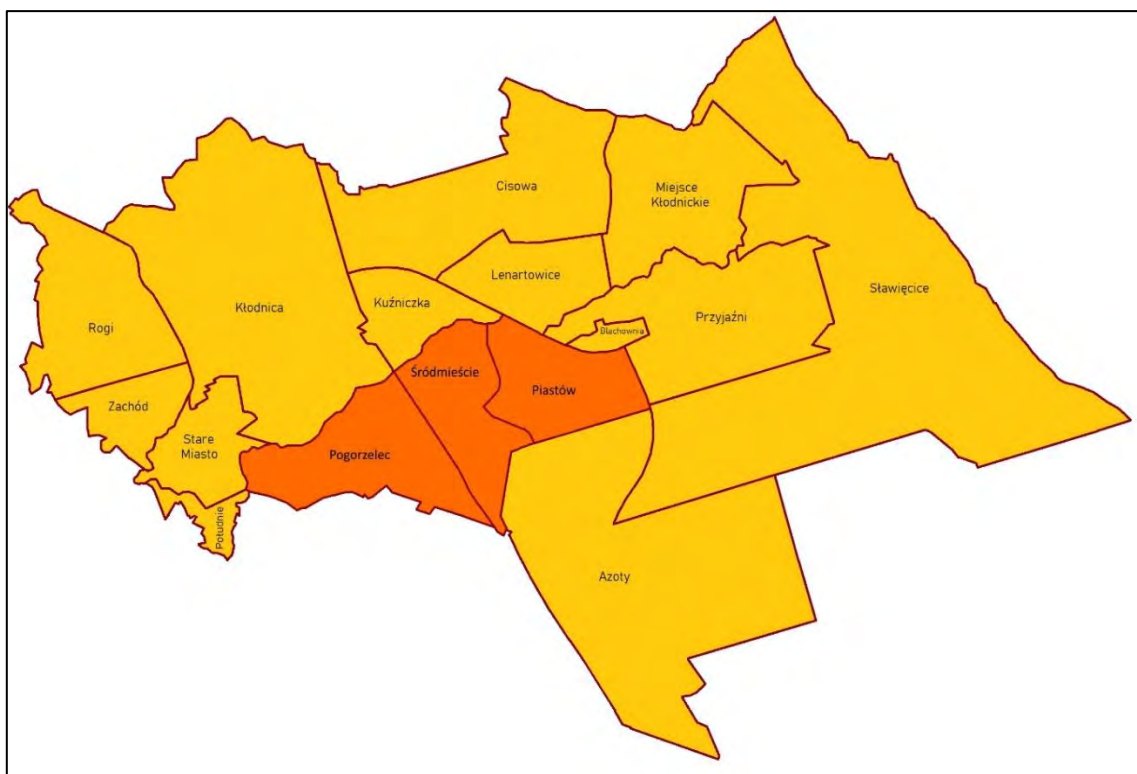 Cisowa
Miejsce
Kłodnickie
Lenartowice
Sławięcice
Kłodnica
Kuźniczka
Przyjaźni
Rogi
Blachownia
Śródmieście
Piastów
Zachód
Stare
Miasto
Pogorzelec
Południe
Azoty